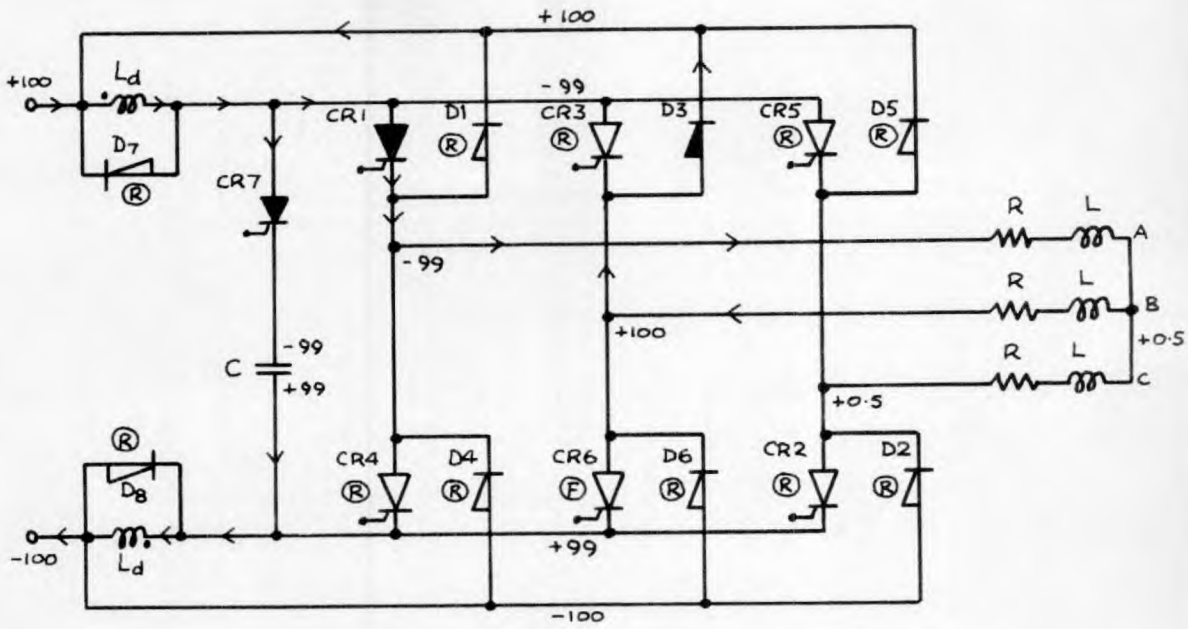 + 100
+100
Ld
D7
R
CR7
-99
CR1
D1
R
CR3
R
D3
CR5
R
D5
R
R L A
-99
R L B
+100
+0.5
R L C
+0.5
C
-99
+99
R
D8
Ld
-100
CR4
R
D4
R
CR6
F
D6
R
CR2
R
D2
R
+99
-100